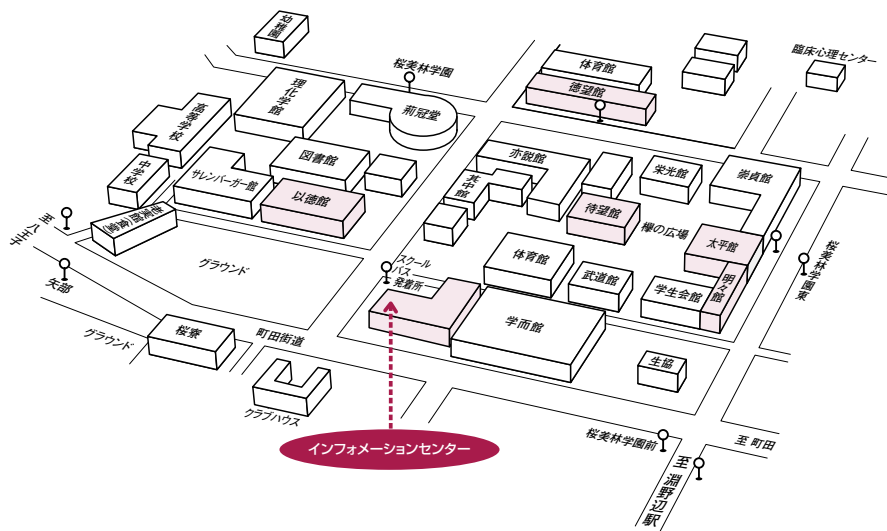 幼稚園
桜美林学園
体育館
臨床心理センター
理化学館
荊冠堂
徳望館
高等学校
中学校
図書館
亦説館
栄光館
崇貞館
サレンバーガー館
其中館
以徳館
待望館
欅の広場
太平館
老実館食堂
至八王子
グラウンド
スクール
バス
発着所
体育館
武道館
学生会館
明々館
桜美林学園東
矢部
学而館
桜寮
町田街道
グラウンド
生協
クラブハウス
インフォメーションセンター
桜美林学園前
至 町田
至 淵野辺駅